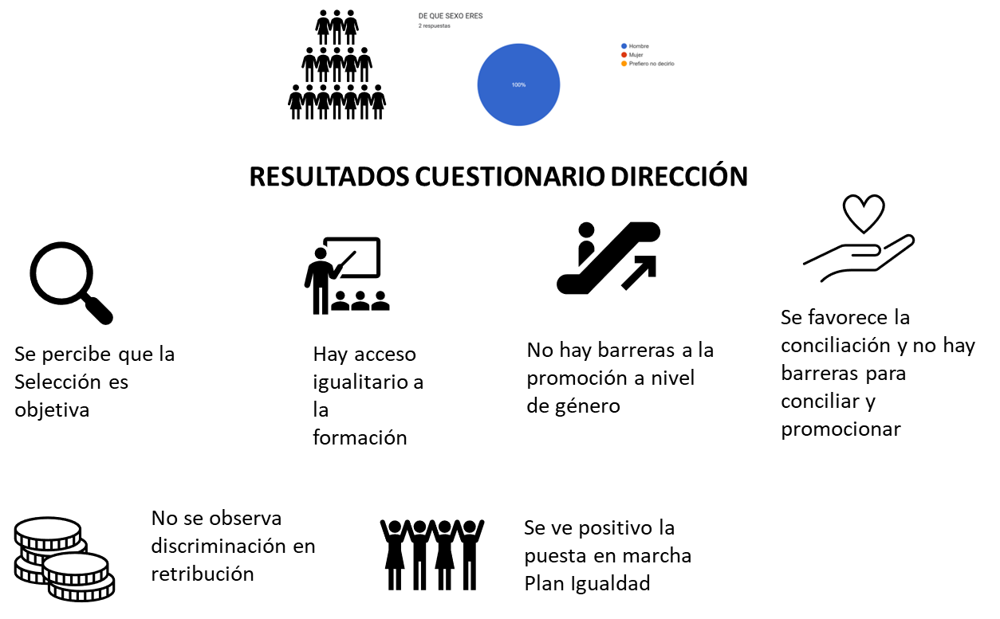 DE QUE SEXO ERES
2 respuestas
Hombre
Mujer
Prefiero no decirlo
100%
RESULTADOS CUESTIONARIO DIRECCIÓN
Se percibe que la
Selección es
objetiva
Hay acceso
igualitario a
la
formación
No hay barreras a la
promoción a nivel
de género
Se favorece la
conciliación y no hay
barreras para
conciliar y
promocionar
No se observa
discriminación en
retribución
Se ve positivo la
puesta en marcha
Plan Igualdad